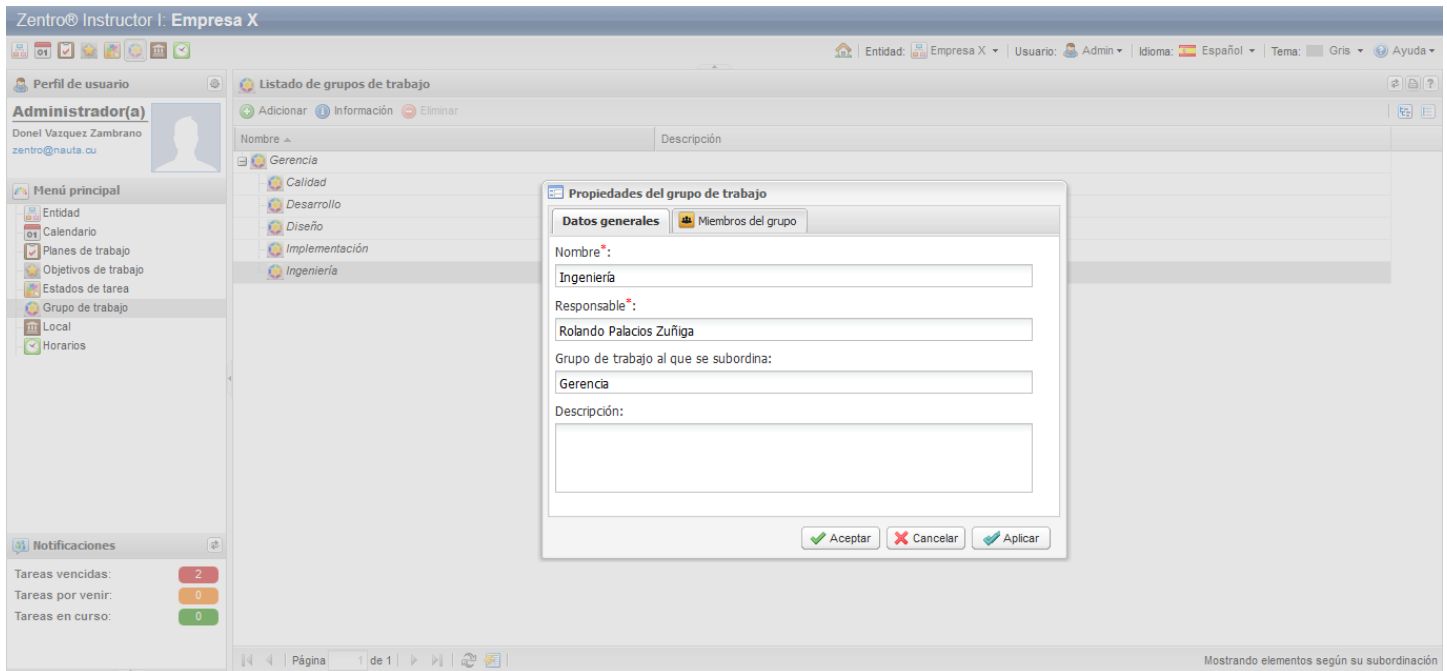 Zentro® Instructor I: Empresa X
Entidad: Empresa X Usuario: Admin Idioma: Español Tema: Gris Ayuda
Perfil de usuario
Administrador(a)
Donel Vazquez Zambrano
zentro@nauta.cu
Menú principal
Entidad
01 Calendario
Planes de trabajo
Objetivos de trabajo
Estados de tarea
Grupo de trabajo
Local
Horarios
Notificaciones
Tareas vencidas: 2
Tareas por venir: 0
Tareas en curso: 0
Listado de grupos de trabajo
Adicionar Información Eliminar
Nombre Descripción
Gerencia
Calidad
Desarrollo
Diseño
Implementación
Ingeniería
Propiedades del grupo de trabajo
Datos generales Miembros del grupo
Nombre*:
Ingeniería
Responsable*:
Rolando Palacios Zuñiga
Grupo de trabajo al que se subordina:
Gerencia
Descripción:
Aceptar Cancelar Aplicar
Página 1 de 1 Mostrando elementos según su subordinación